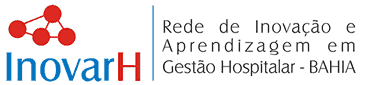 InovarH
Rede de Inovação e
Aprendizagem em
Gestão Hospitalar - BAHIA